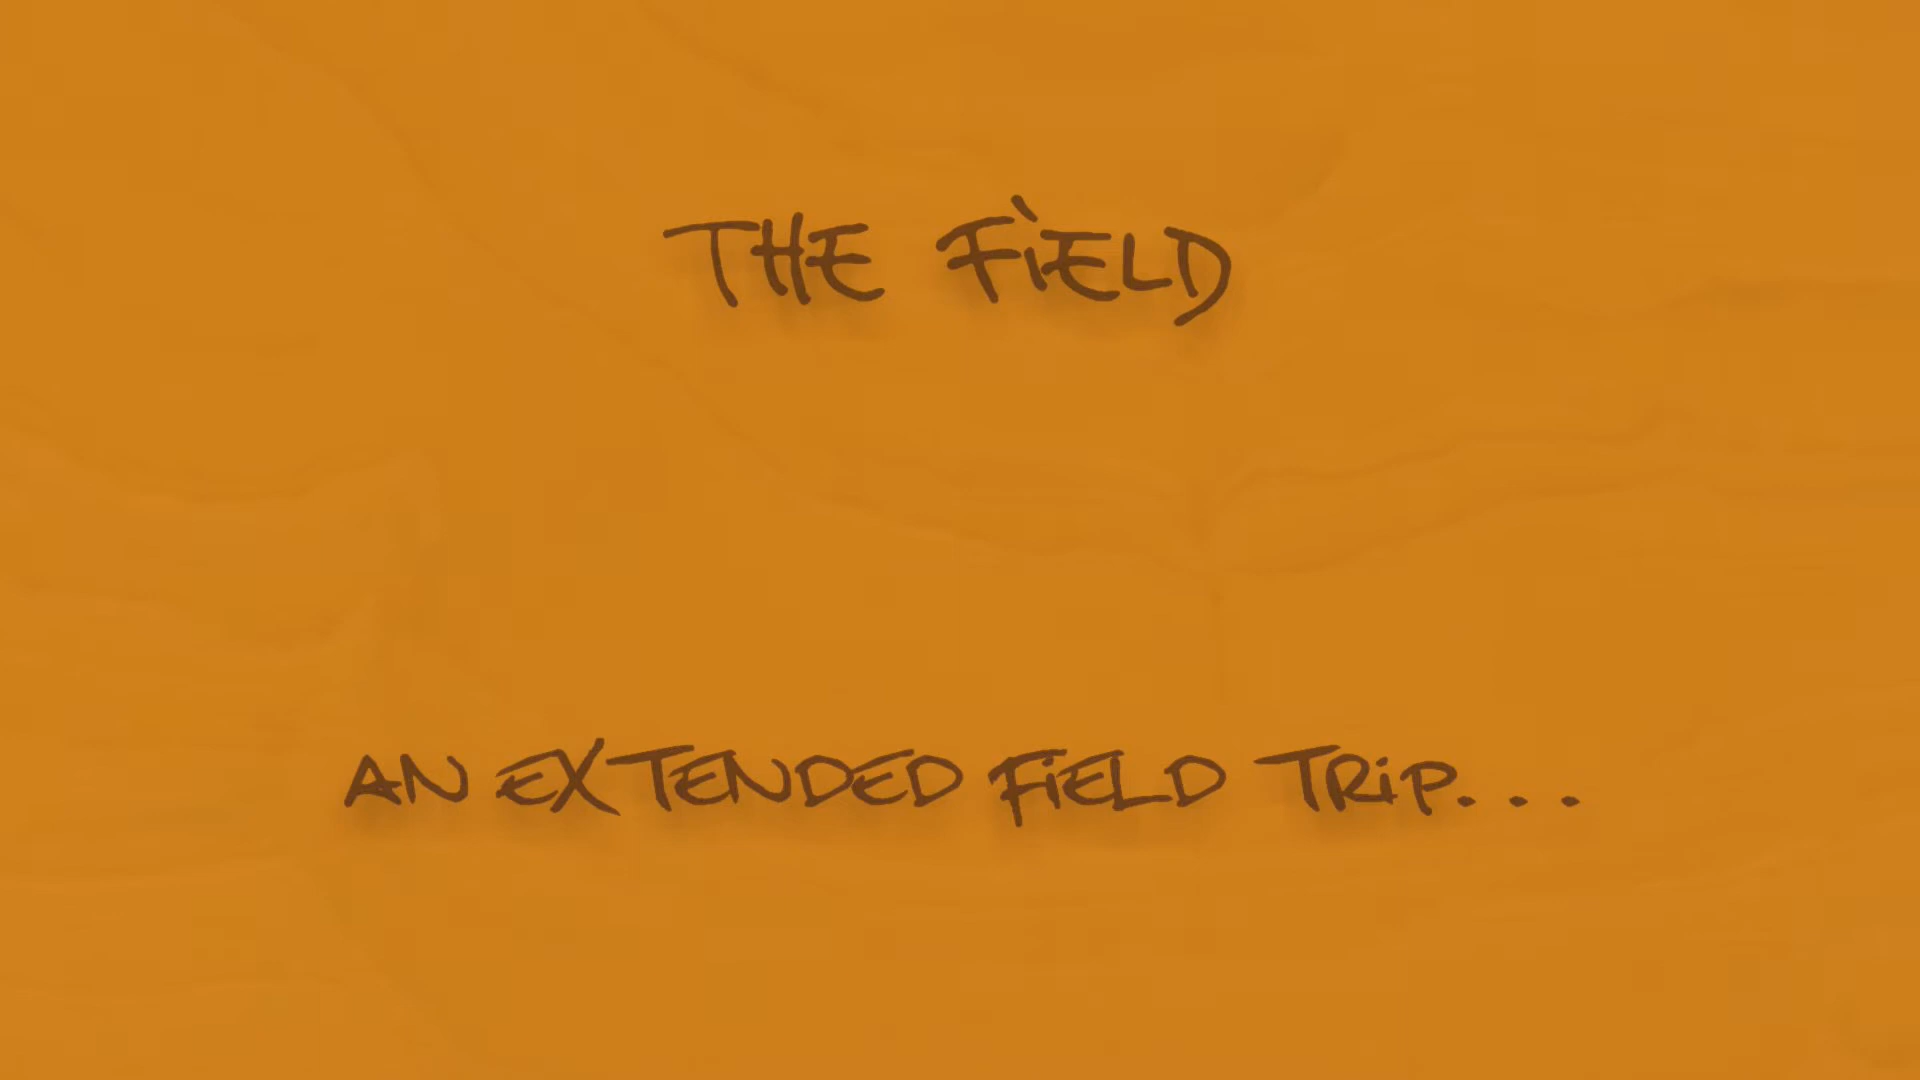 THE FiELD
AN EXTENDED FiELD TRiP. . .